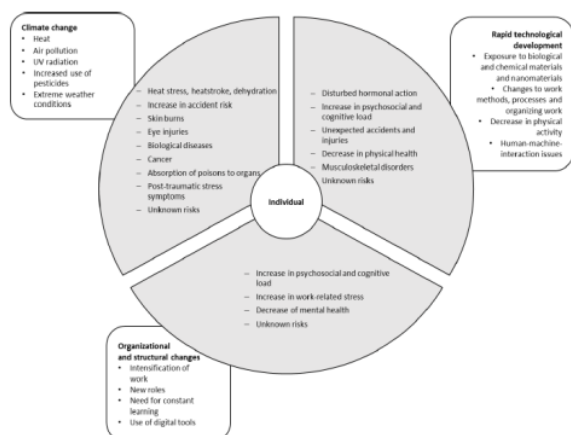 Climate change
• Heat
• Air pollution
• UV radiation
• Increased use of
pesticides
• Extreme weather
conditions
Rapid technological
development
• Exposure to biological
and chemical materials and
nanomaterials
• Changes to work
methods, processes and
organizing work
• Decrease in physical
activity
• Human-machine-
interaction issues
– Heat stress, heatstroke, dehydration
– Increase in accident risk
– Skin burns
– Eye injuries
– Biological diseases
– Cancer
– Absorption of poisons to organs
– Post-traumatic stress
symptoms
– Unknown risks
– Disturbed hormonal action
– Increase in psychosocial and
cognitive load
– Unexpected accidents and
injuries
– Decrease in physical health
– Musculoskeletal disorders
Unknown risks
Individual
– Increase in psychosocial and cognitive
load
– Increase in work-related stress
– Decrease of mental health
– Unknown risks
Organizational
and structural changes
• Intensification of
work
• New roles
• Need for constant
learning
• Use of digital tools